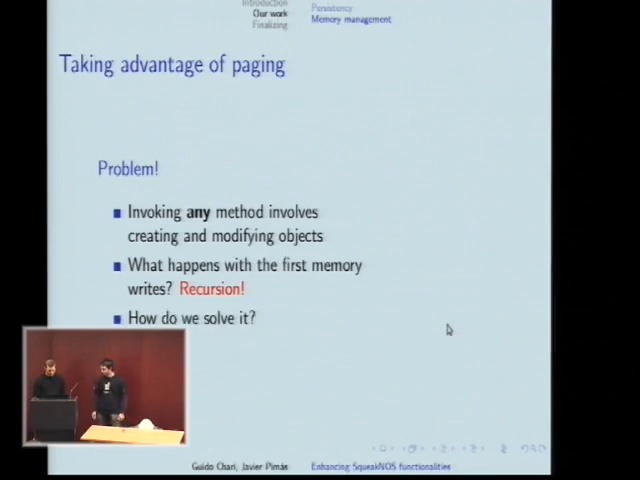 Introduction
Our work
Finalizing
Persistency
Memory management
Taking advantage of paging
Problem!
Invoking any method involves
creating and modifying objects
What happens with the first memory
writes? Recursion!
How do we solve it?
Guido Chari, Javier Pimás
Enhancing SqueakNOS functionalities